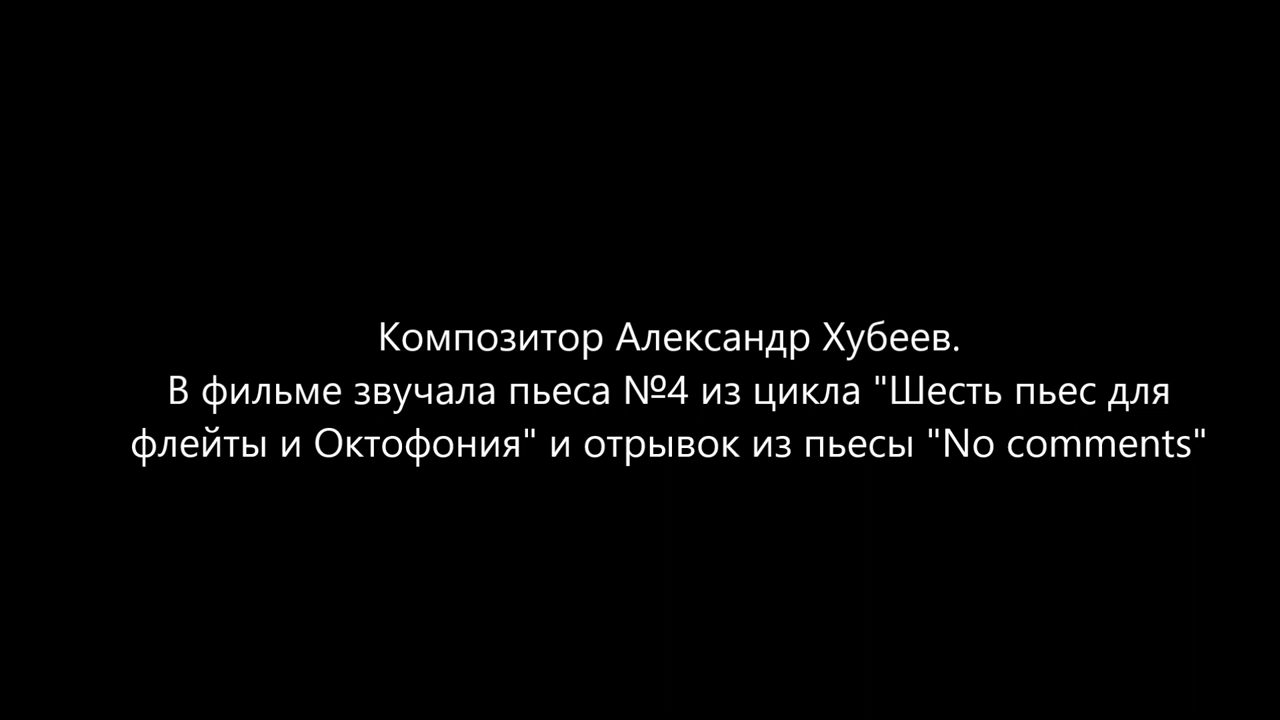 Композитор Александр Хубеев.
В фильме звучала пьеса №4 из цикла "Шесть пьес для
флейты и Октофония" и отрывок из пьесы "No comments"